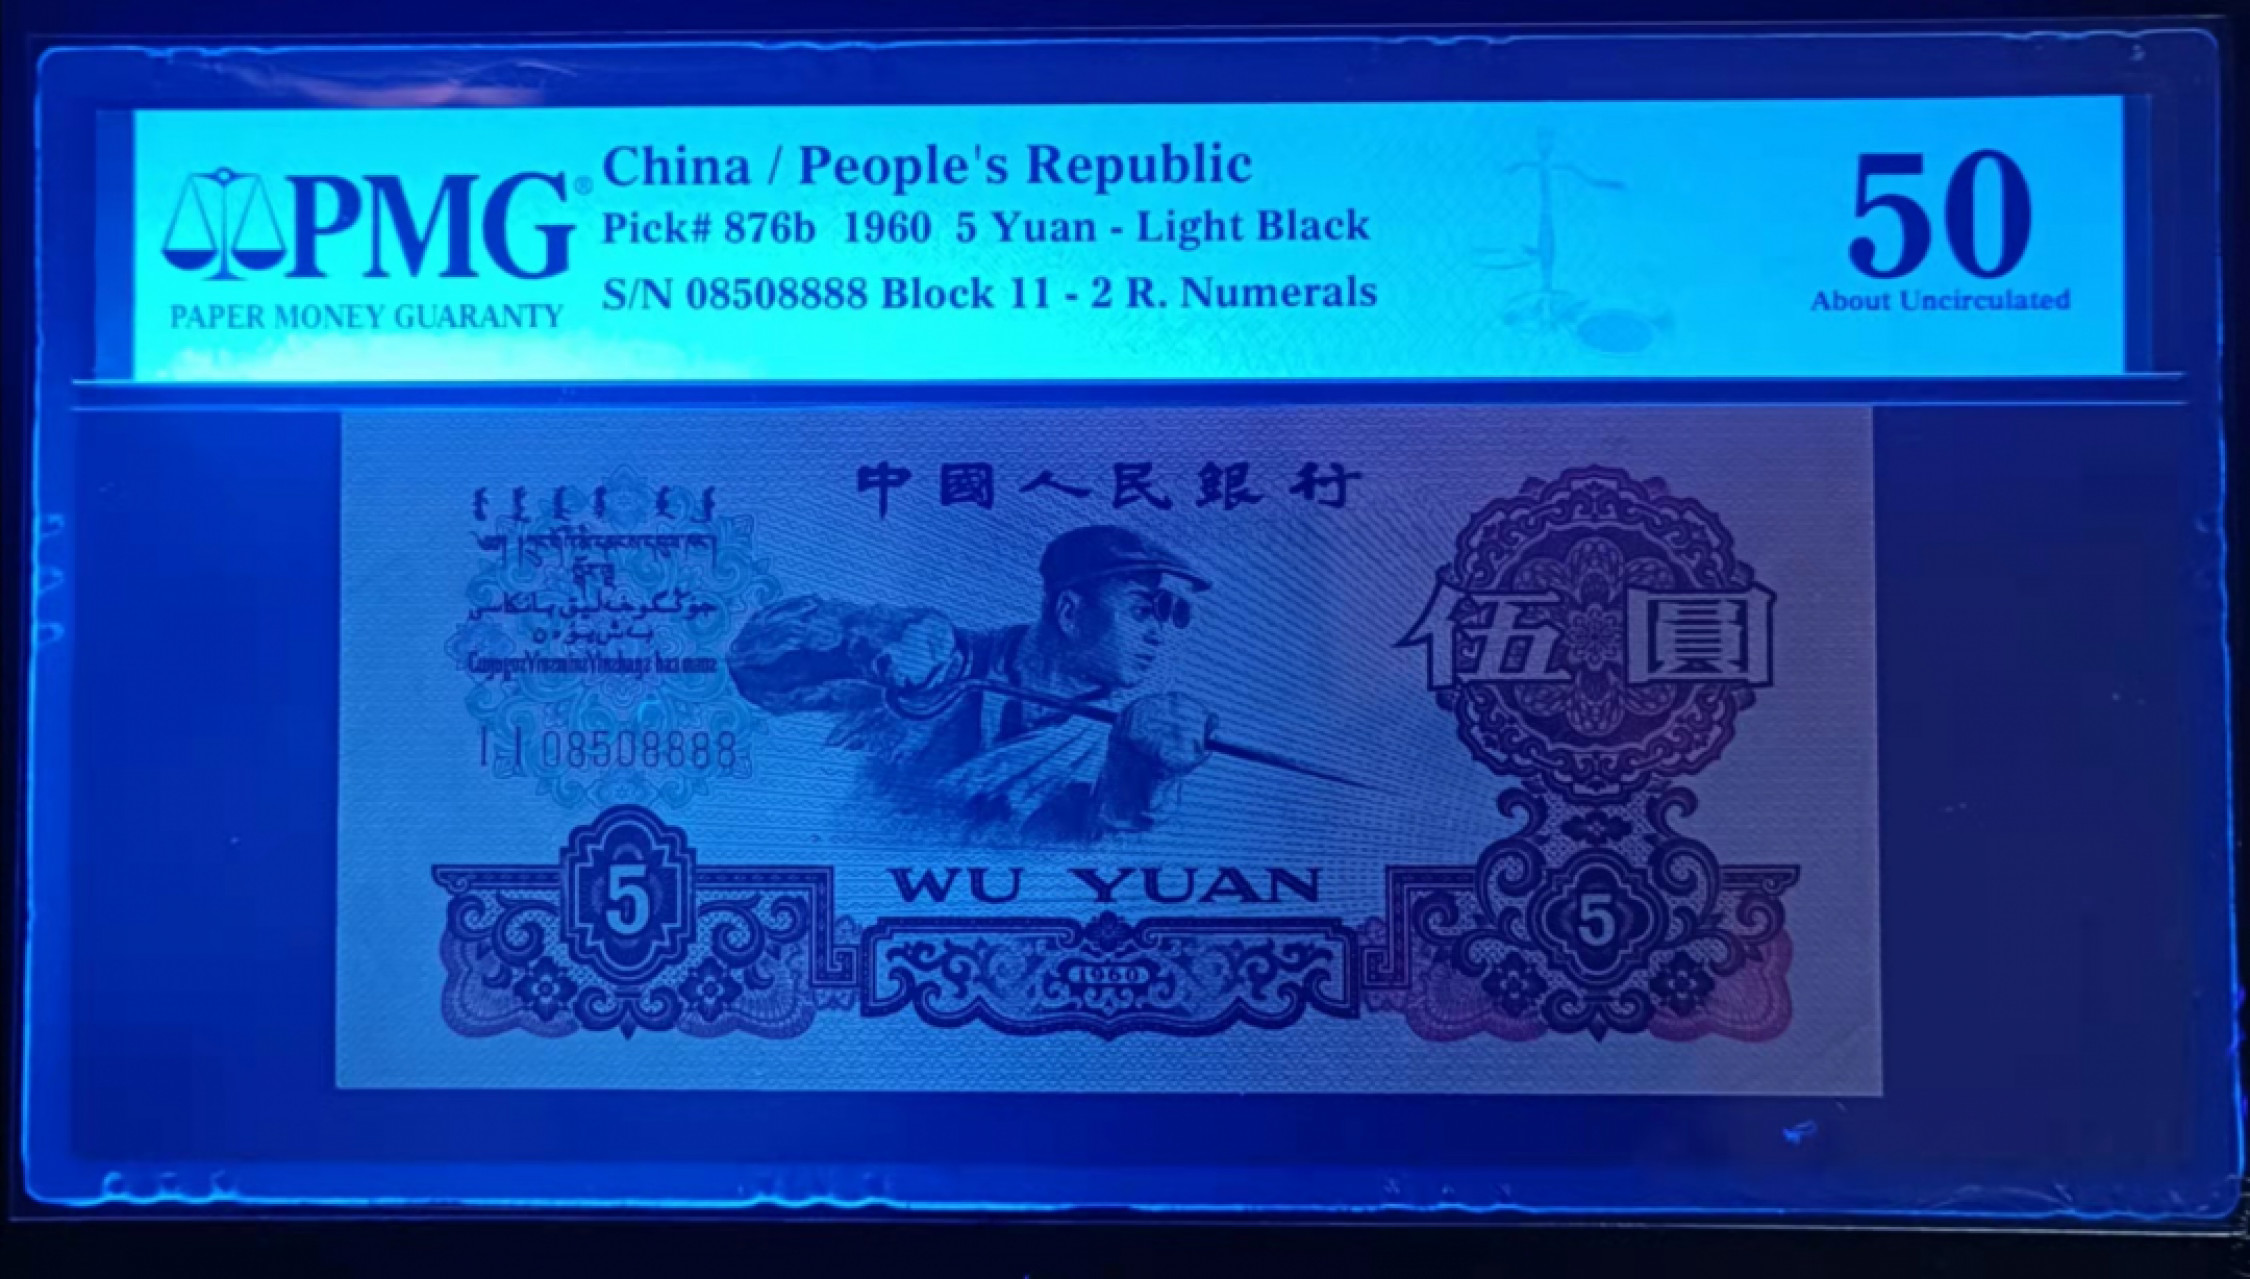 PMG®
PAPER MONEY GUARANTY
China / People's Republic
Pick# 876b 1960 5 Yuan - Light Black
S/N 08508888 Block 11 - 2 R. Numerals
50
About Uncirculated
中國人民銀行
伍圓
I I 08508888
5
WU YUAN
1960
5